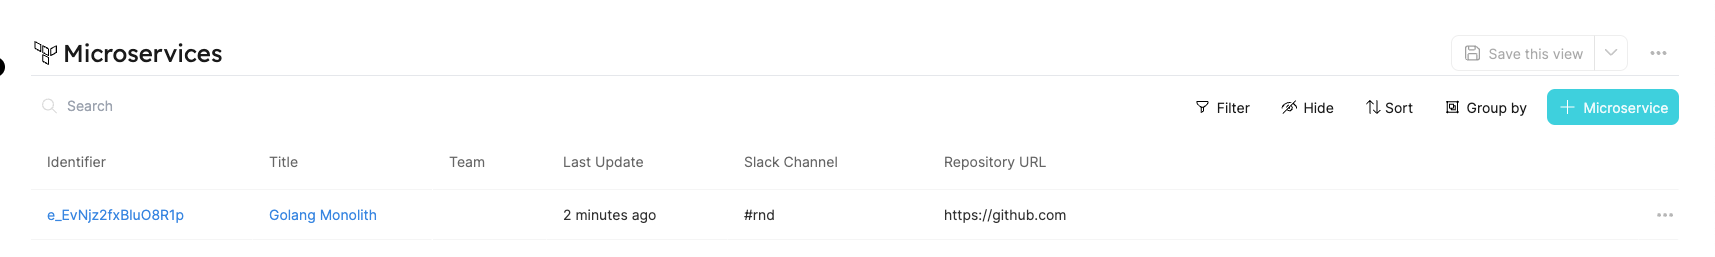 Microservices
Save this view
Search
Filter Hide Sort Group by Microservice
Identifier Title Team Last Update Slack Channel Repository URL
e_EvNjz2fxBluO8R1p Golang Monolith 2 minutes ago #rnd https://github.com